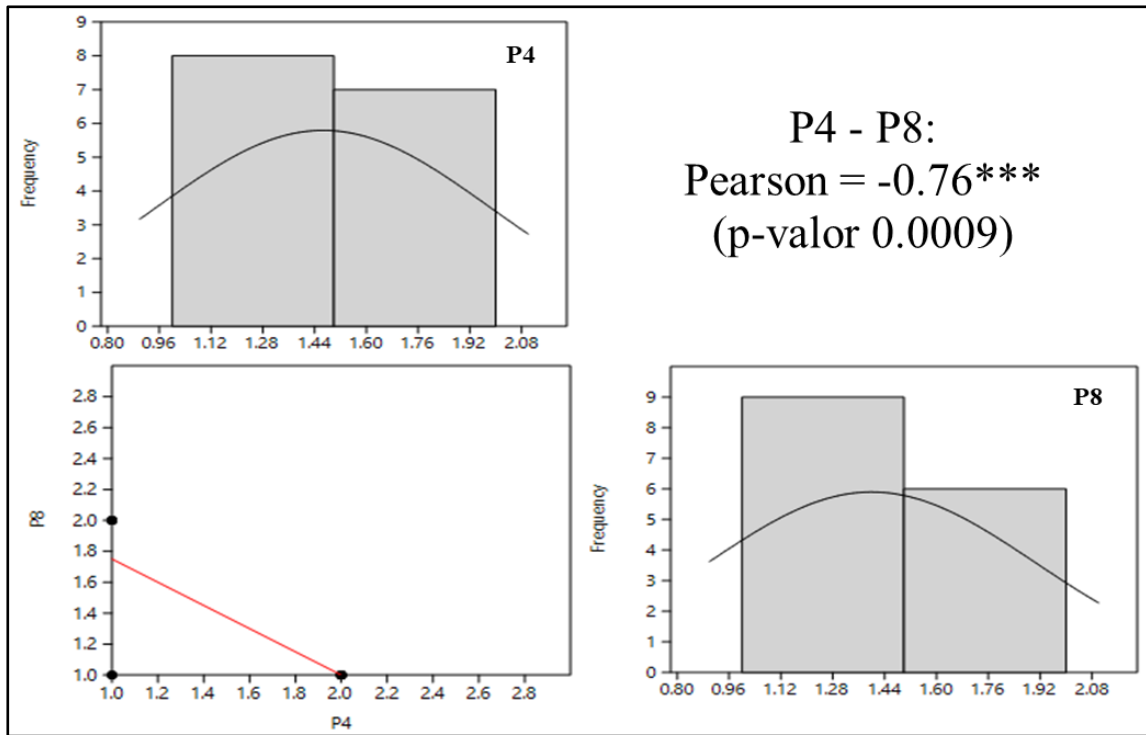 P4
9
8
7
6
5
4
3
2
1
0
Frequency
0.80 0.96 1.12 1.28 1.44 1.60 1.76 1.92 2.08
P4 - P8:
Pearson = -0.76***
(p-valor 0.0009)
2.8
2.6
2.4
2.2
2.0
1.8
1.6
1.4
1.2
1.0
P8
1.0 1.2 1.4 1.6 1.8 2.0 2.2 2.4 2.6 2.8
P4
P8
9
8
7
6
5
4
3
2
1
0
Frequency
0.80 0.96 1.12 1.28 1.44 1.60 1.76 1.92 2.08